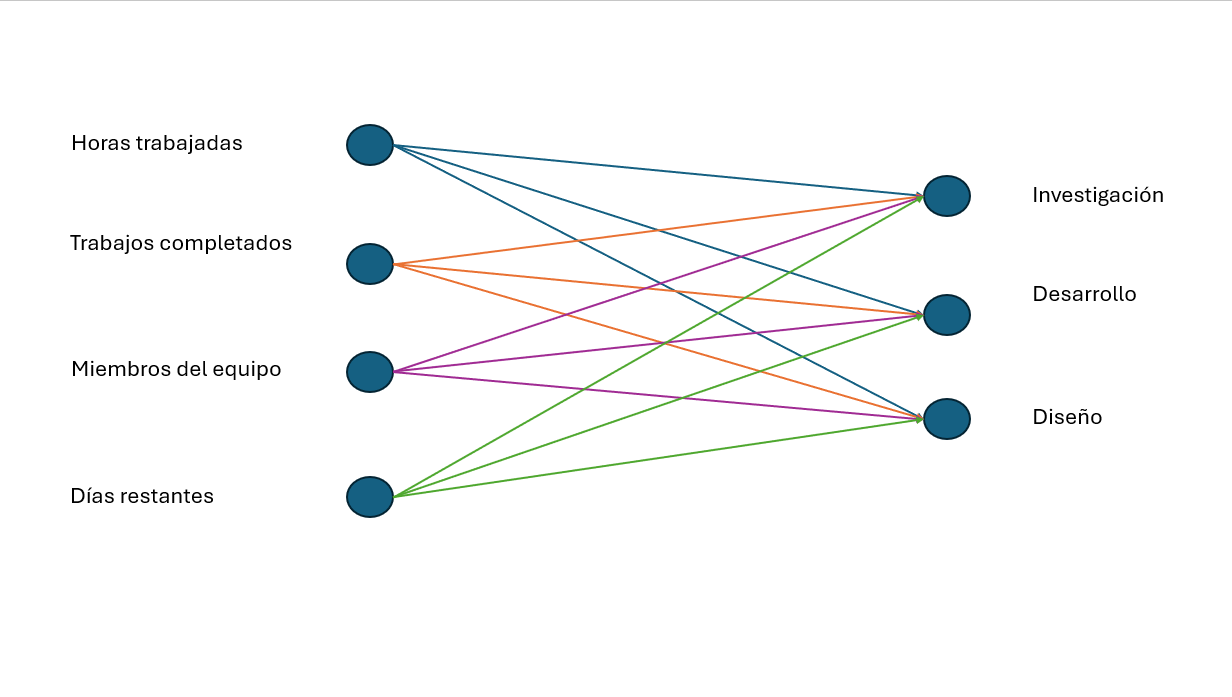 Horas trabajadas
Trabajos completados
Miembros del equipo
Días restantes
Investigación
Desarrollo
Diseño